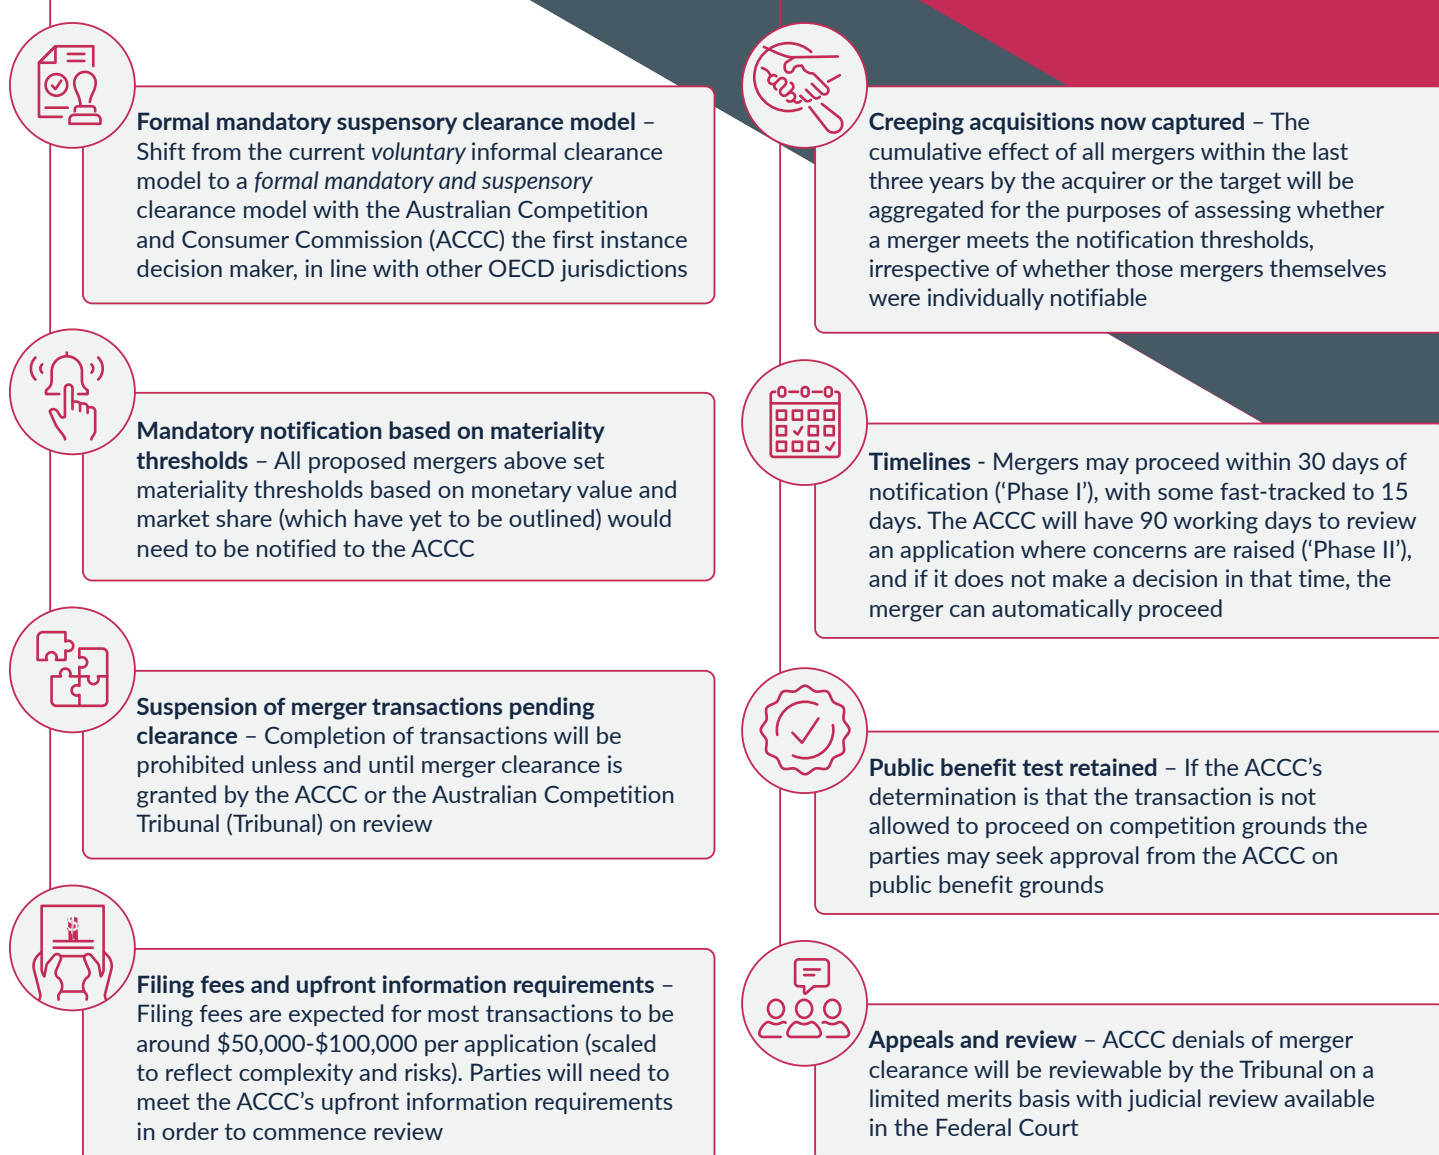 Formal mandatory suspensory clearance model –
Shift from the current voluntary informal clearance
model to a formal mandatory and suspensory
clearance model with the Australian Competition
and Consumer Commission (ACCC) the first instance
decision maker, in line with other OECD jurisdictions
Mandatory notification based on materiality
thresholds – All proposed mergers above set
materiality thresholds based on monetary value and
market share (which have yet to be outlined) would
need to be notified to the ACCC
Suspension of merger transactions pending
clearance – Completion of transactions will be
prohibited unless and until merger clearance is
granted by the ACCC or the Australian Competition
Tribunal (Tribunal) on review
Filing fees and upfront information requirements –
Filing fees are expected for most transactions to be
around $50,000-$100,000 per application (scaled
to reflect complexity and risks). Parties will need to
meet the ACCC’s upfront information requirements
in order to commence review
Creeping acquisitions now captured – The
cumulative effect of all mergers within the last
three years by the acquirer or the target will be
aggregated for the purposes of assessing whether
a merger meets the notification thresholds,
irrespective of whether those mergers themselves
were individually notifiable
Timelines - Mergers may proceed within 30 days of
notification (‘Phase I’), with some fast-tracked to 15
days. The ACCC will have 90 working days to review
an application where concerns are raised (‘Phase II’),
and if it does not make a decision in that time, the
merger can automatically proceed
Public benefit test retained – If the ACCC’s
determination is that the transaction is not
allowed to proceed on competition grounds the
parties may seek approval from the ACCC on
public benefit grounds
Appeals and review – ACCC denials of merger
clearance will be reviewable by the Tribunal on a
limited merits basis with judicial review available
in the Federal Court